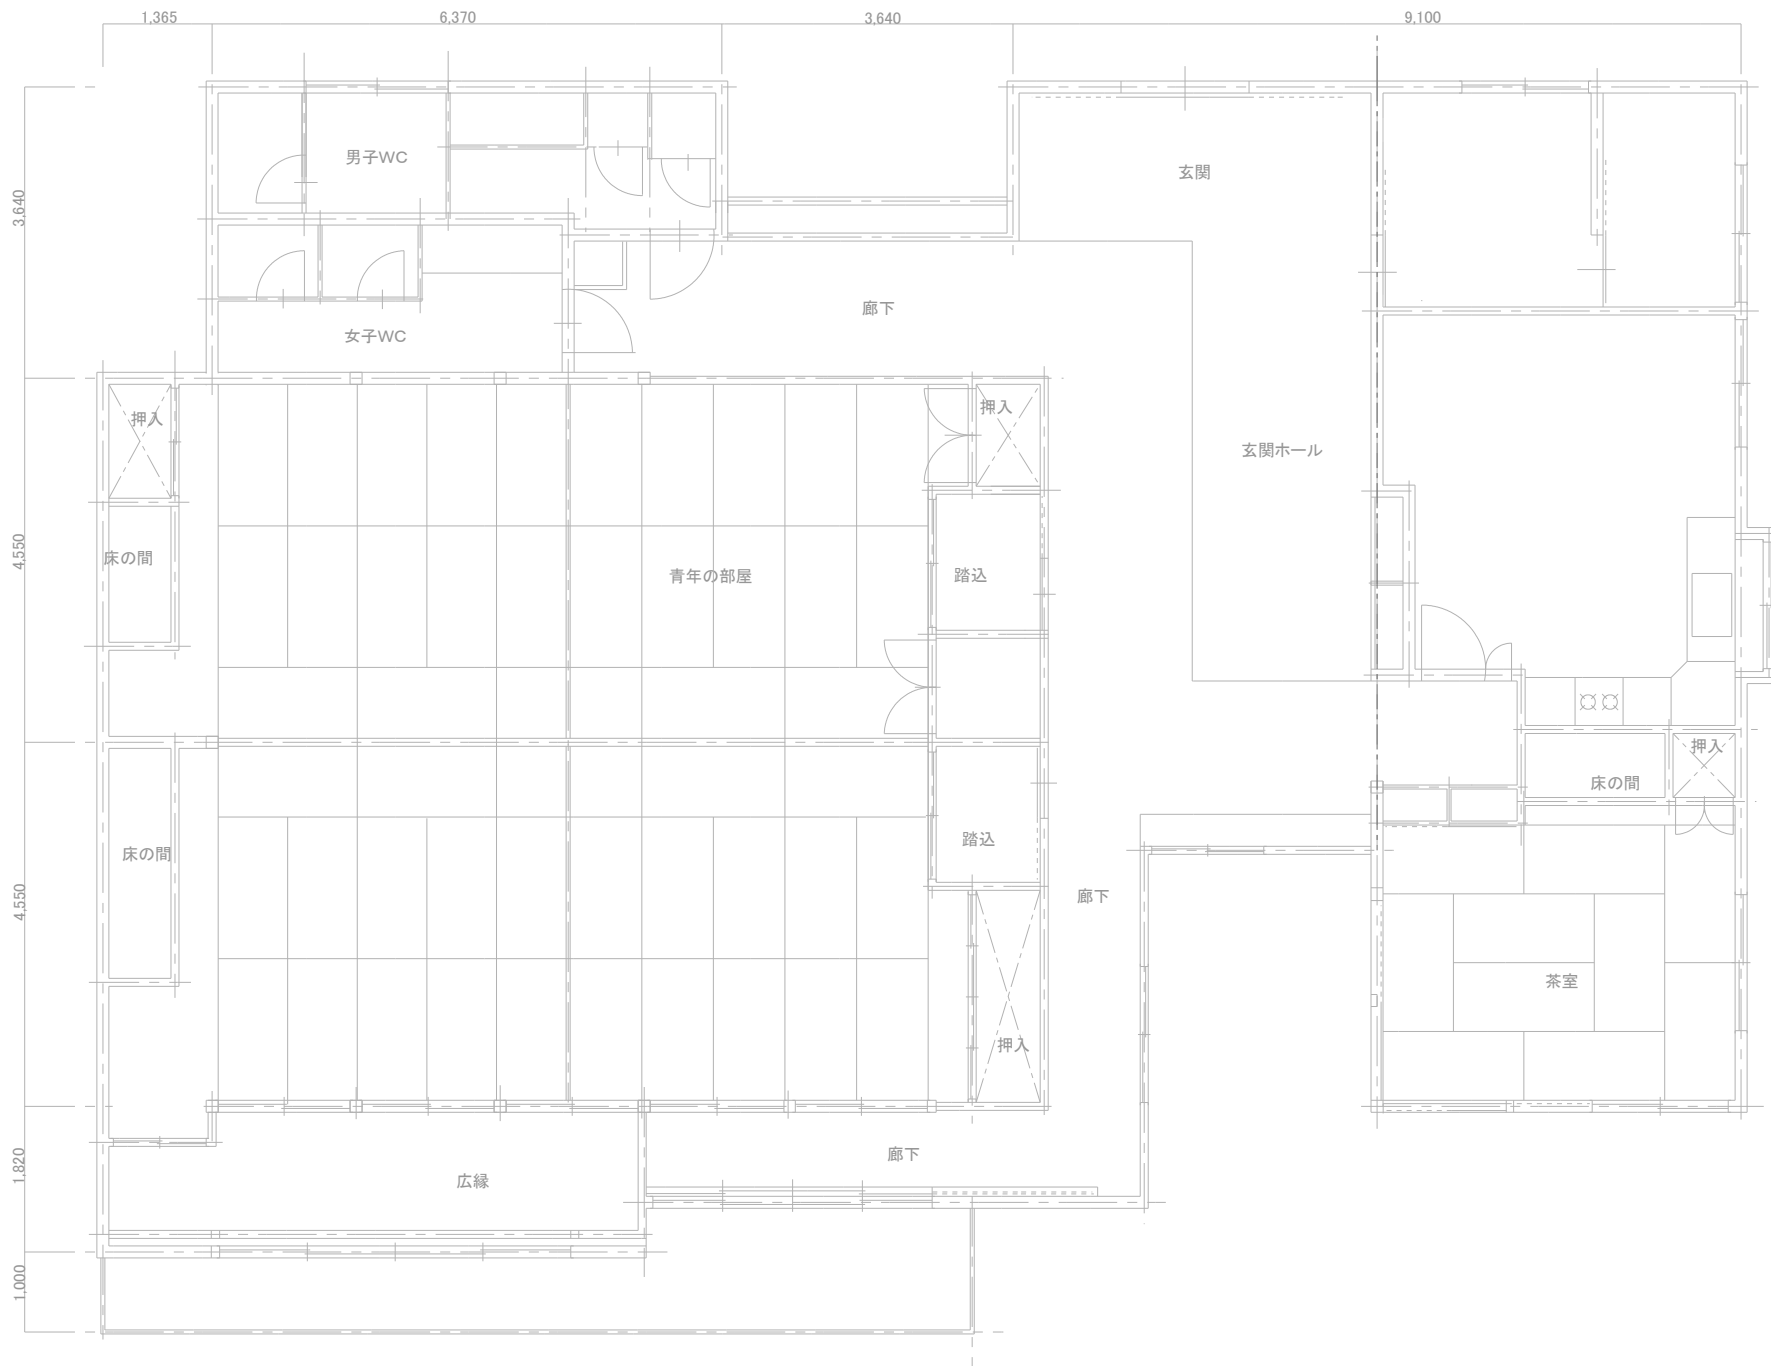 1,365
6,370
3,640
9,100
3,640
4,550
4,550
1,820
1,000
男子WC
玄関
廊下
女子WC
押入
押入
玄関ホール
床の間
青年の部屋
踏込
押入
床の間
床の間
踏込
廊下
茶室
押入
廊下
広縁